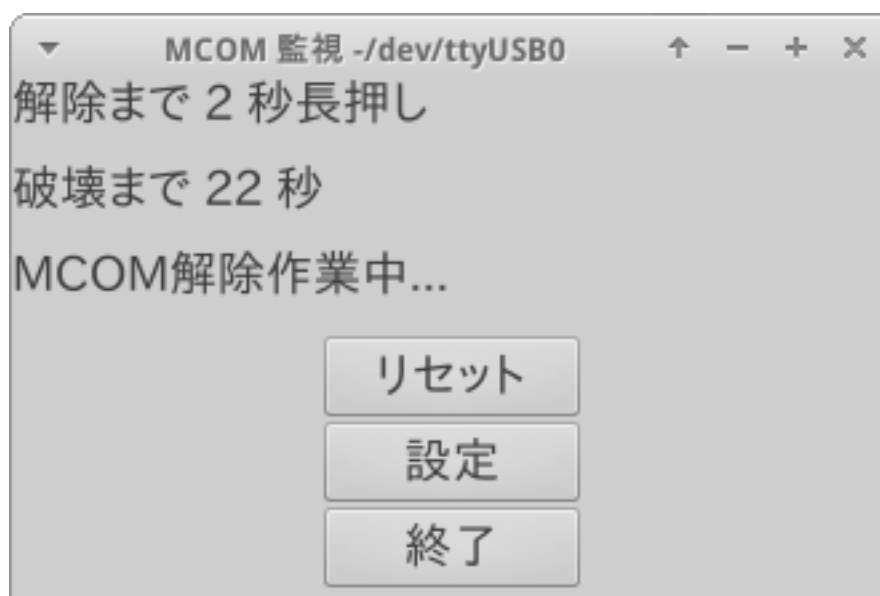 MCOM 監視 -/dev/ttyUSB0
解除まで 2 秒長押し
破壊まで 22 秒
MCOM解除作業中...
リセット
設定
終了